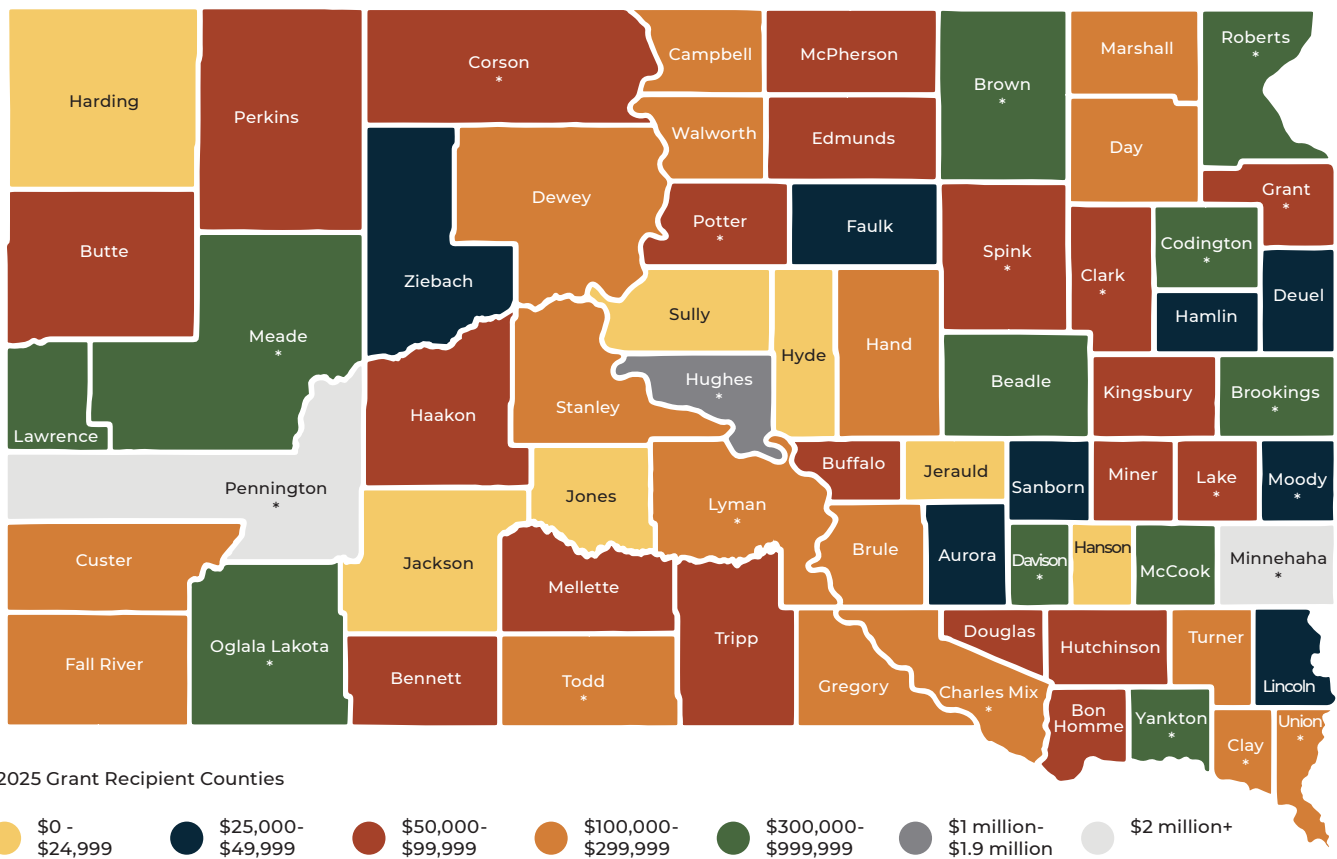 Harding
Perkins
Corson
*
Campbell
McPherson
Brown
*
Marshall
Roberts
*
Walworth
Edmunds
Day
Dewey
Grant
*
Butte
Potter
*
Faulk
Spink
*
Clark
*
Codington
*
Ziebach
Deuel
Meade
*
Sully
Hamlin
Hyde
Hand
Hughes
*
Beadle
Kingsbury
Brookings
*
Haakon
Stanley
Lawrence
Buffalo
Jerauld
Sanborn
Miner
Lake
*
Moody
*
Pennington
*
Jones
Lyman
*
Custer
Jackson
Brule
Aurora
Davison
*
Hanson
McCook
Minnehaha
*
Mellette
Oglala Lakota
*
Tripp
Douglas
Hutchinson
Turner
Fall River
Bennett
Todd
*
Gregory
Charles Mix
*
Lincoln
Bon
Homme
Yankton
*
Clay
*
Union
*
2025 Grant Recipient Counties
$0 -
$24,999
$25,000-
$49,999
$50,000-
$99,999
$100,000-
$299,999
$300,000-
$999,999
$1 million-
$1.9 million
$2 million+